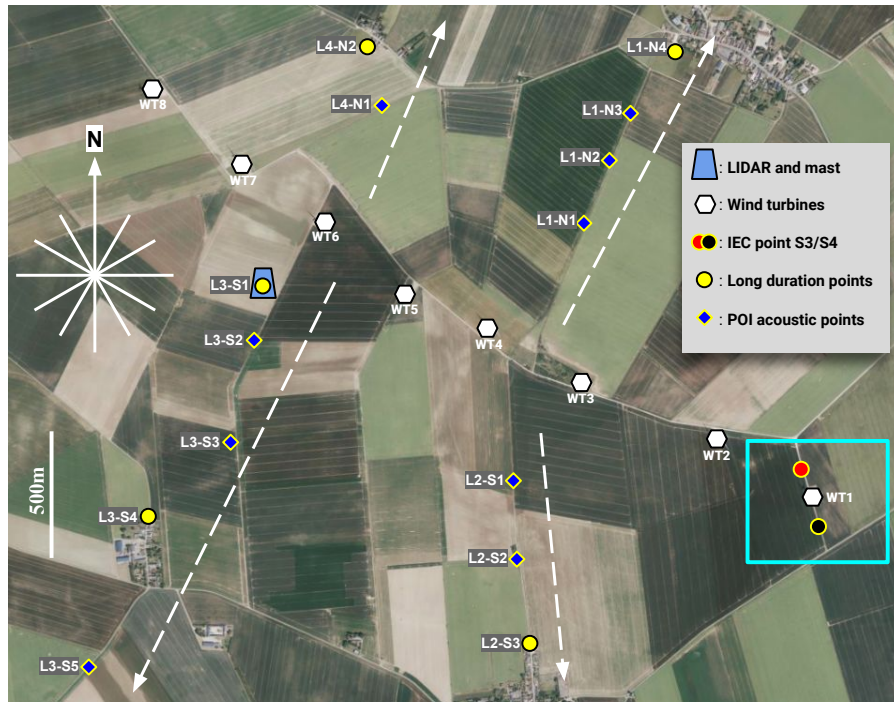 L4-N2
L1-N4
WT8
L4-N1
L1-N3
N
L1-N2
WT7
LIDAR and mast
: Wind turbines
: IEC point S3/S4
: Long duration points
: POI acoustic points
L1-N1
WT6
L3-S1
WT5
L3-S2
WT4
WT3
L3-S3
WT2
500m
L2-S1
WT1
L3-S4
L2-S2
L2-S3
L3-S5